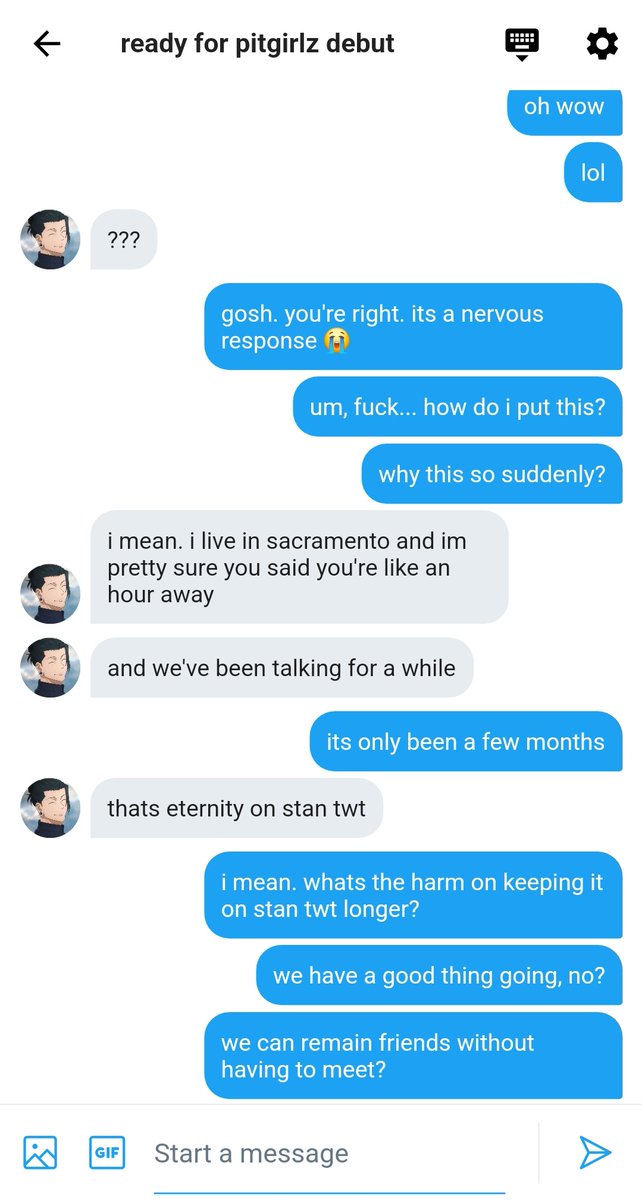 ready for pitgirlz debut
oh wow
lol
???
gosh. you're right. its a nervous
response 😭
um, fuck... how do i put this?
why this so suddenly?
i mean. i live in sacramento and im
pretty sure you said you're like an
hour away
and we've been talking for a while
its only been a few months
thats eternity on stan twt
i mean. whats the harm on keeping it
on stan twt longer?
we have a good thing going, no?
we can remain friends without
having to meet?
GIF
Start a message